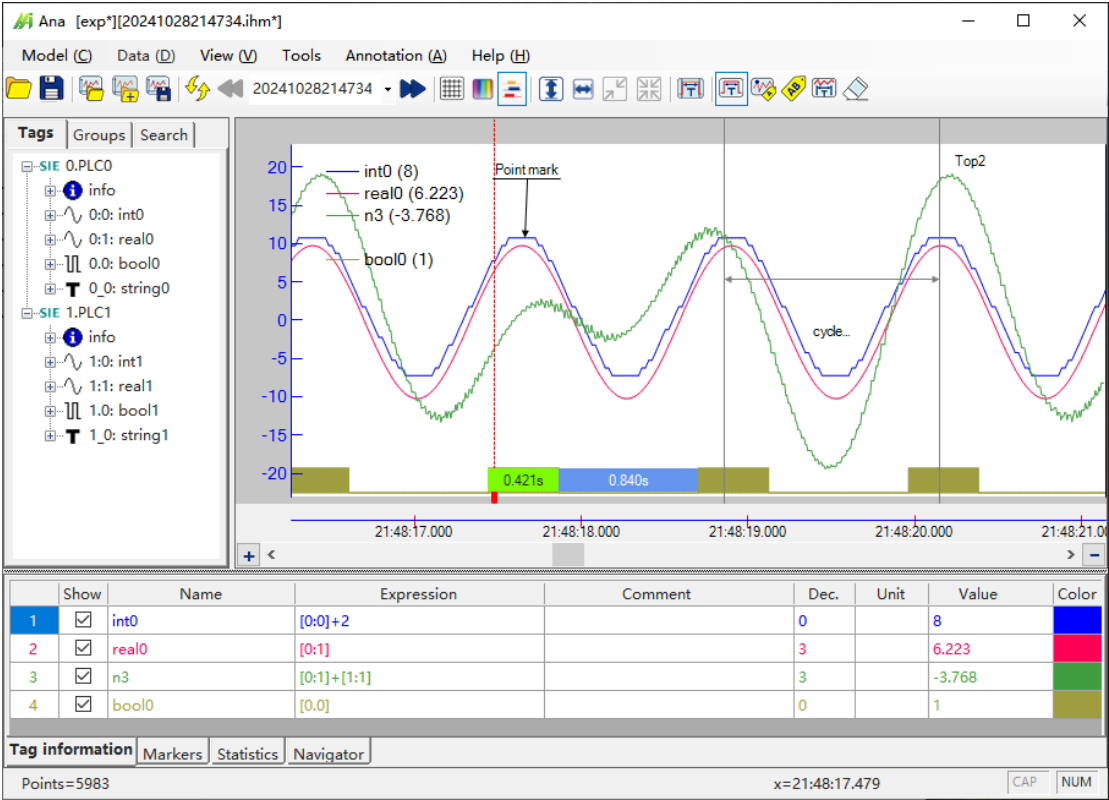 Ana [exp*][20241028214734.ihm*]
Model (C) Data (D) View (V) Tools Annotation (A) Help (H)
20241028214734
Tags Groups Search
SIE 0.PLC0
info
0:0: int0
0:1: real0
0.0: bool0
0_0: string0
SIE 1.PLC1
info
1:0: int1
1:1: real1
1.0: bool1
1_0: string1
20
15
10
5
0
-5
-10
-15
-20
int0 (8)
real0 (6.223)
n3 (-3.768)
bool0 (1)
Point mark
Top2
cycle...
0.421s 0.840s
21:48:17.000 21:48:18.000 21:48:19.000 21:48:20.000 21:48:21.0
Show Name Expression Comment Dec. Unit Value Color
1 int0 [0:0]+2 0 8
2 real0 [0:1] 3 6.223
3 n3 [0:1]+[1:1] 3 -3.768
4 bool0 [0.0] 0 1
Tag information Markers Statistics Navigator
Points=5983 x=21:48:17.479 CAP NUM